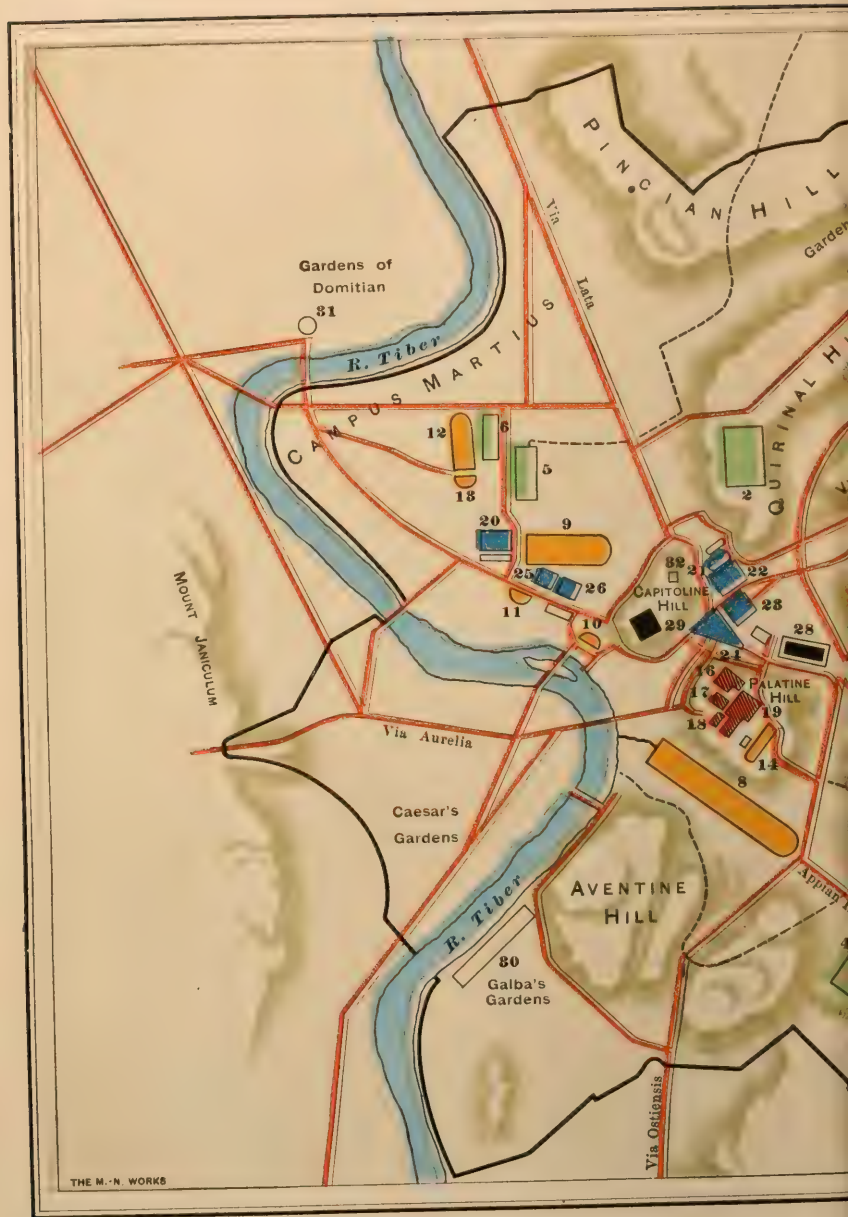 PINCIAN HILL
Via
Lata
Gardens of
Domitian
31
R. Tiber
CAMPUS MARTIUS
QUIRINAL
12
6
5
13
2
20
9
25
26
11
10
32
CAPITOLINE
HILL
29
21
22
23
24
28
MOUNT JANICULUM
16
PALATINE
HILL
17
18
19
14
8
Via Aurelia
Caesar's
Gardens
R. Tiber
AVENTINE
HILL
Appian
30
Galba's
Gardens
Via Ostiensis
THE M.-N. WORKS